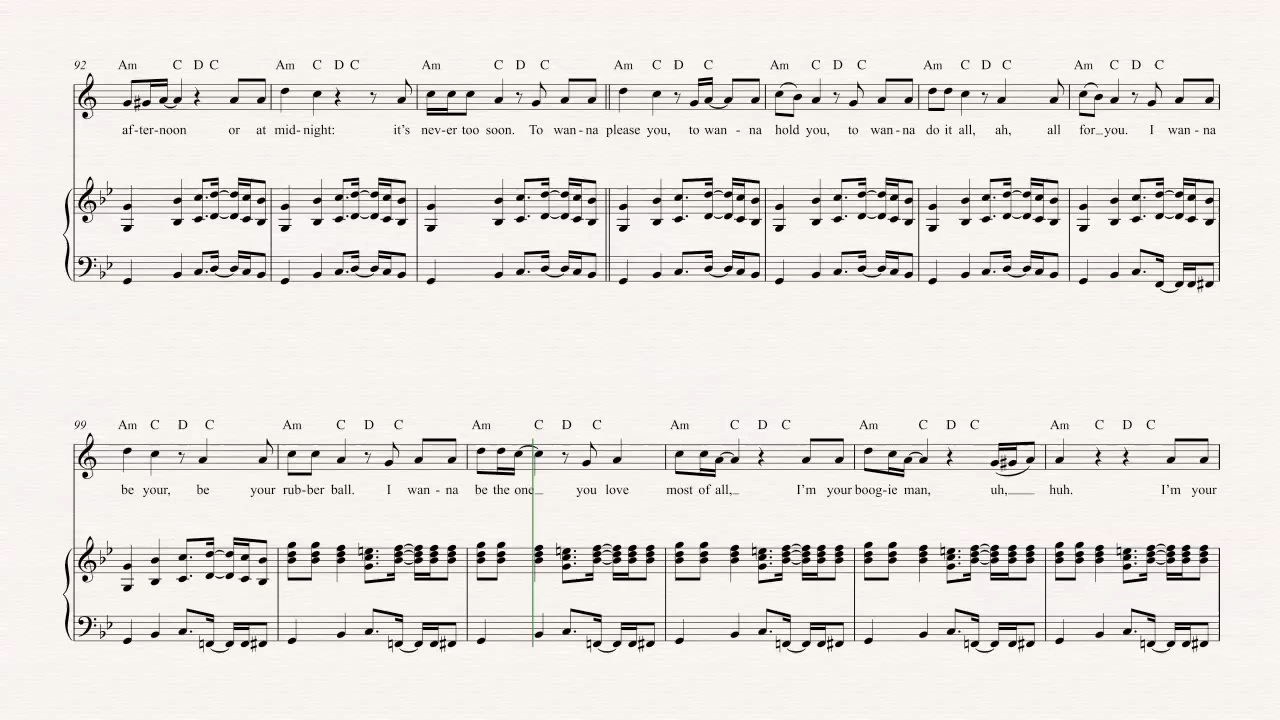 92
Am C D C Am C D C Am C D C Am C D C Am C D C Am C D C Am C D C
af-ter-noon or at mid-night: it's nev-er too soon. To wan-na please you, to wan - na hold you, to wan-na do it all, ah, all for_you. I wan-na
99
Am C D C Am C D C Am C D C Am C D C Am C D C Am C D C
be your, be your rub-ber ball. I wan-na be the one_ you love most of all,_ I'm your boog-ie man, uh,_ huh. I'm your